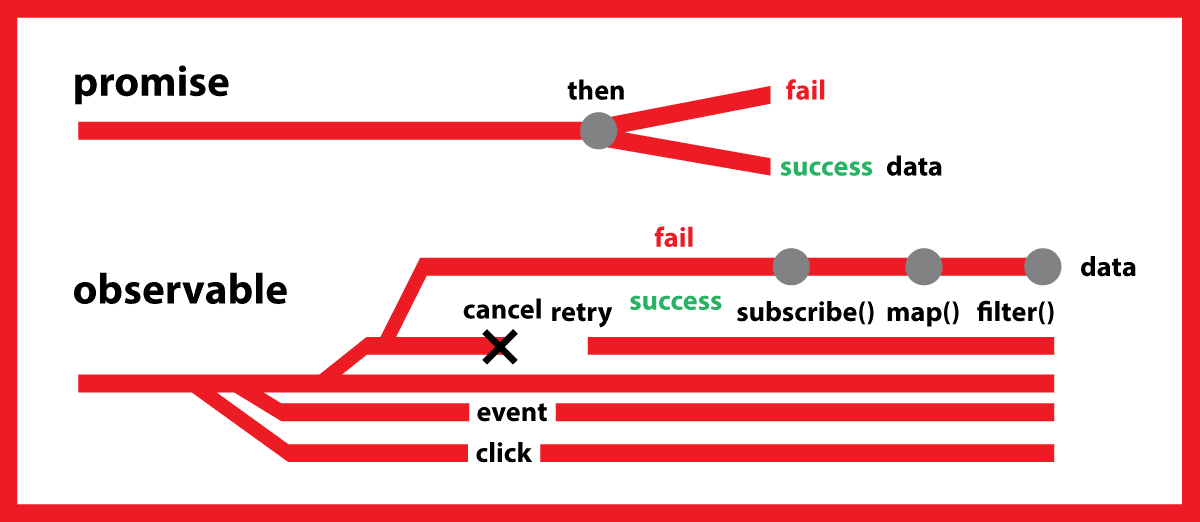 promise
then
fail
success data
fail
observable
data
cancel retry success subscribe() map() filter()
event
click